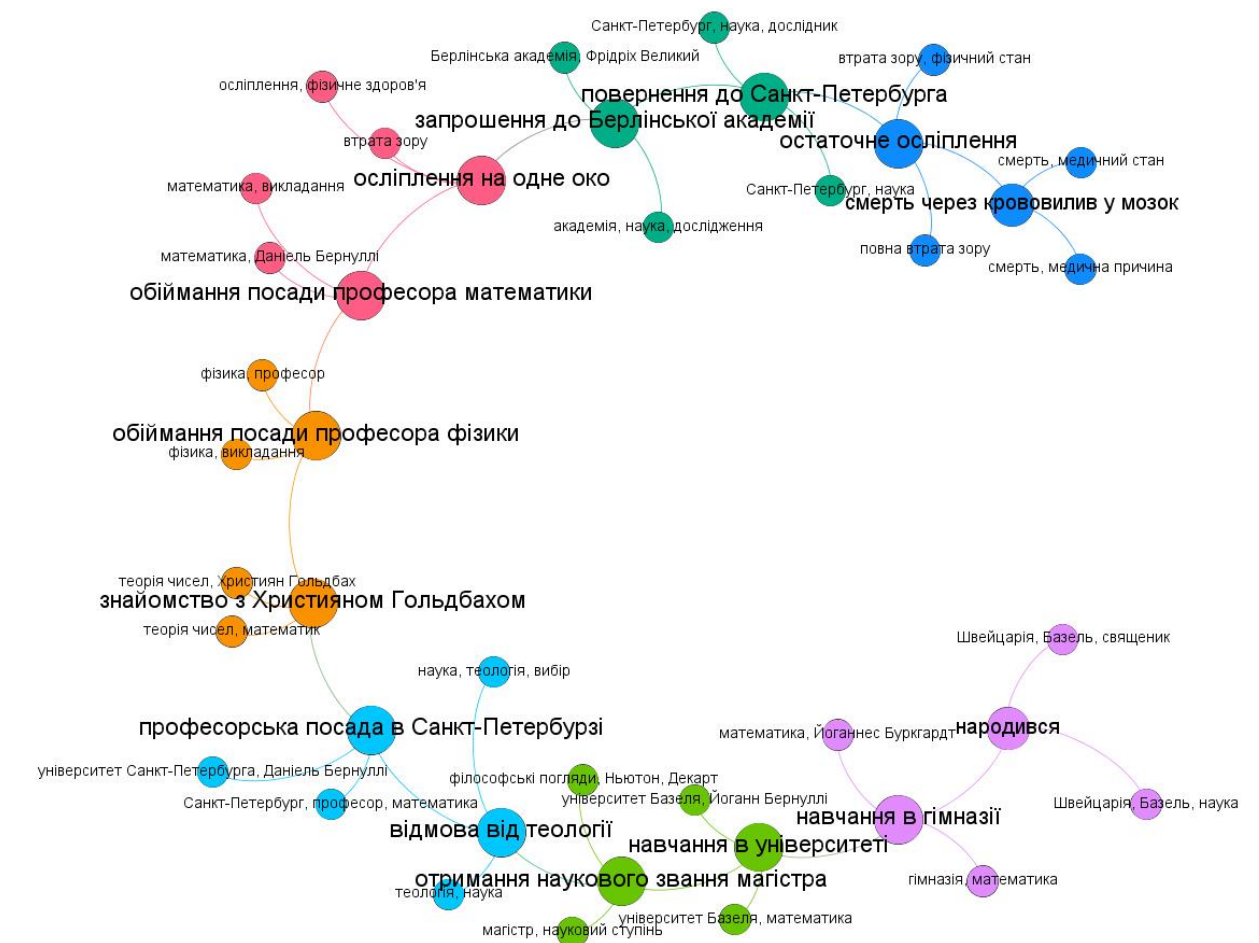 Санкт-Петербург, наука, дослідник
Берлінська академія, Фрідріх Великий
втрата зору, фізичний стан
осліплення, фізичне здоров'я
повернення до Санкт-Петербурга
запрошення до Берлінської академії
остаточне осліплення
втрата зору
смерть, медичний стан
осліплення на одне око
математика, викладання
Санкт-Петербург, наука
смерть через крововилив у мозок
академія, наука, дослідження
повна втрата зору
математика, Даніель Бернуллі
смерть, медична причина
обіймання посади професора математики
фізика, професор
обіймання посади професора фізики
фізика, викладання
теорія чисел, Християн Гольдбах
знайомство з Християном Гольдбахом
теорія чисел, математик
Швейцарія, Базель, священик
наука, теологія, вибір
професорська посада в Санкт-Петербурзі
народився
математика, Йоганнес Буркгардт
університет Санкт-Петербурга, Даніель Бернуллі
філософські погляди, Ньютон, Декарт
університет Базеля, Йоганн Бернуллі
Санкт-Петербург, професор, математика
Швейцарія, Базель, наука
навчання в гімназії
відмова від теології
навчання в університеті
отримання наукового звання магістра
гімназія, математика
теологія, наука
університет Базеля, математика
магістр, науковий ступінь